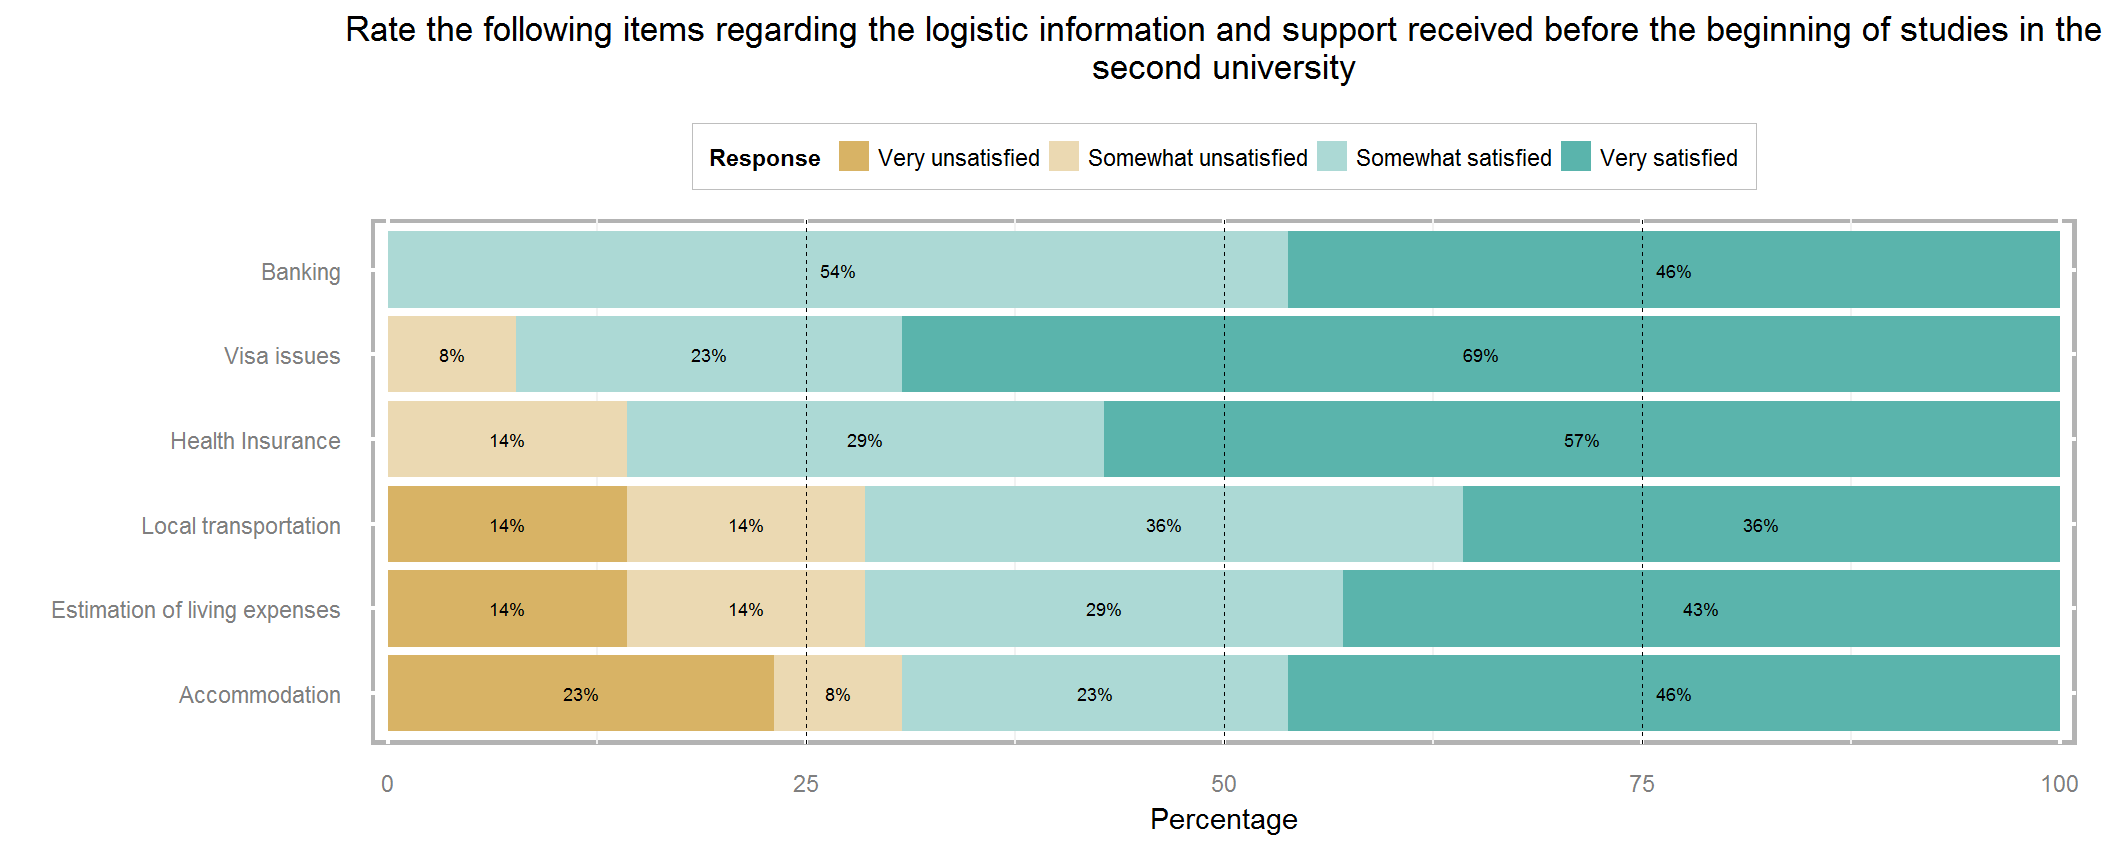 Rate the following items regarding the logistic information and support received before the beginning of studies in the
second university
Response Very unsatisfied Somewhat unsatisfied Somewhat satisfied Very satisfied
Banking 54% 46%
Visa issues 8% 23% 69%
Health Insurance 14% 29% 57%
Local transportation 14% 14% 36% 36%
Estimation of living expenses 14% 14% 29% 43%
Accommodation 23% 8% 23% 46%
0 25 50 75 100
Percentage